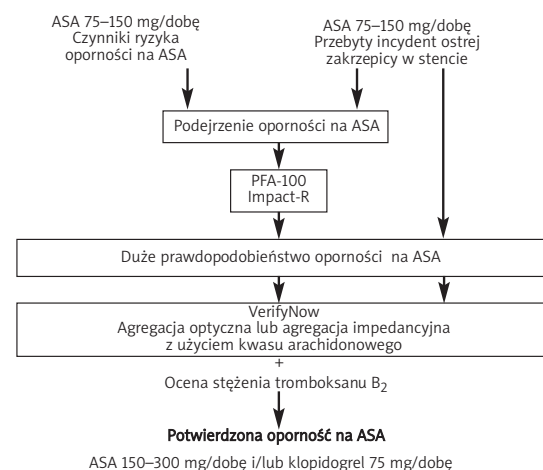 ASA 75–150 mg/dobę
Czynniki ryzyka
oporności na ASA
ASA 75–150 mg/dobę
Przebyty incydent ostrej
zakrzepicy w stencie
Podejrzenie oporności na ASA
PFA-100
Impact-R
Duże prawdopodobieństwo oporności na ASA
VerifyNow
Agregacja optyczna lub agregacja impedancyjna
z użyciem kwasu arachidonowego
+
Ocena stężenia tromboksanu B₂
Potwierdzona oporność na ASA
ASA 150–300 mg/dobę i/lub klopidogrel 75 mg/dobę